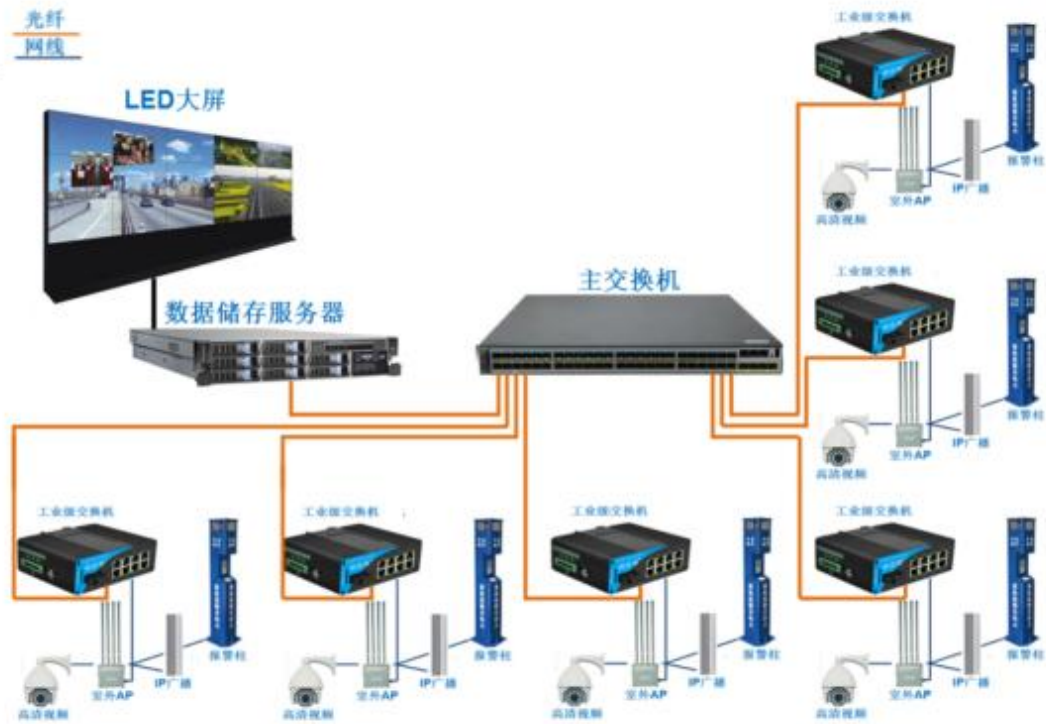 光纤
网线
LED大屏
数据储存服务器
主交换机
工业级交换机
报警柱
IP广播
室外AP
高清视频
工业级交换机
报警柱
IP广播
室外AP
高清视频
工业级交换机
报警柱
IP广播
室外AP
高清视频
工业级交换机
报警柱
IP广播
室外AP
高清视频
工业级交换机
报警柱
IP广播
室外AP
高清视频
工业级交换机
报警柱
IP广播
室外AP
高清视频